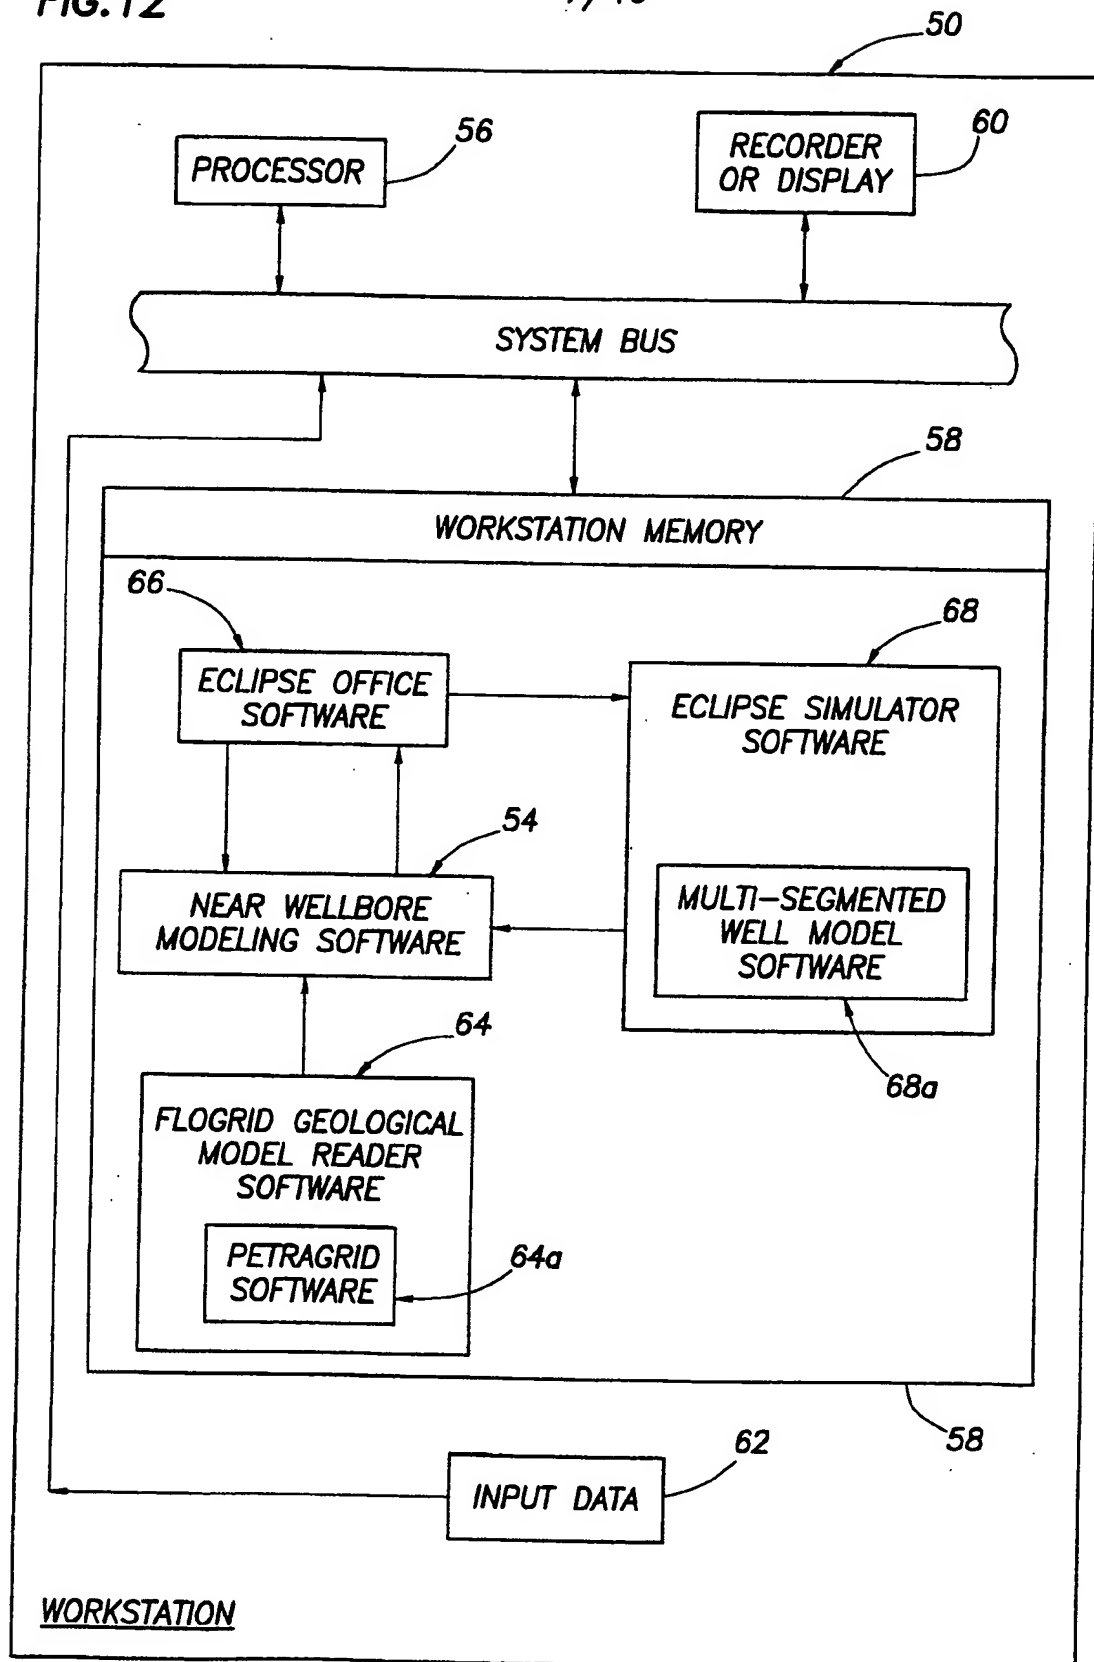 FIG.12
50
PROCESSOR
56
RECORDER
OR DISPLAY
60
SYSTEM BUS
58
WORKSTATION MEMORY
66
ECLIPSE OFFICE
SOFTWARE
68
ECLIPSE SIMULATOR
SOFTWARE
54
NEAR WELLBORE
MODELING SOFTWARE
MULTI-SEGMENTED
WELL MODEL
SOFTWARE
68a
64
FLOGRID GEOLOGICAL
MODEL READER
SOFTWARE
PETRAGRID
SOFTWARE
64a
58
62
INPUT DATA
WORKSTATION